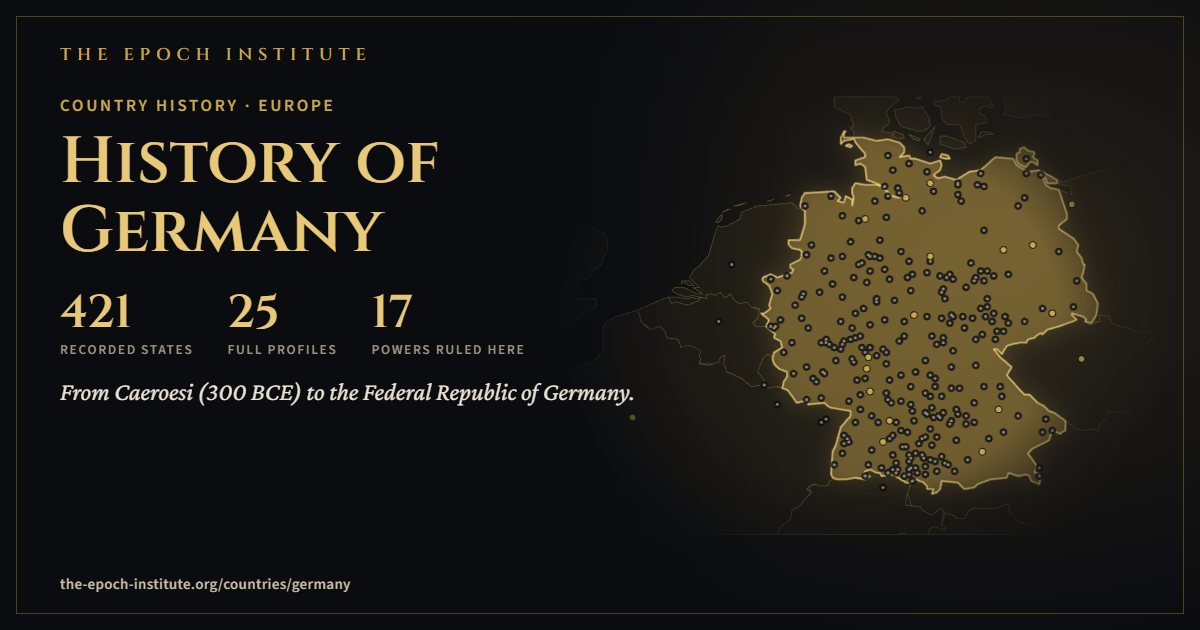 THE EPOCH INSTITUTE
COUNTRY HISTORY · EUROPE
HISTORY OF
GERMANY
421 25 17
RECORDED STATES FULL PROFILES POWERS RULED HERE
From Caeroesi (300 BCE) to the Federal Republic of Germany.
the-epoch-institute.org/countries/germany